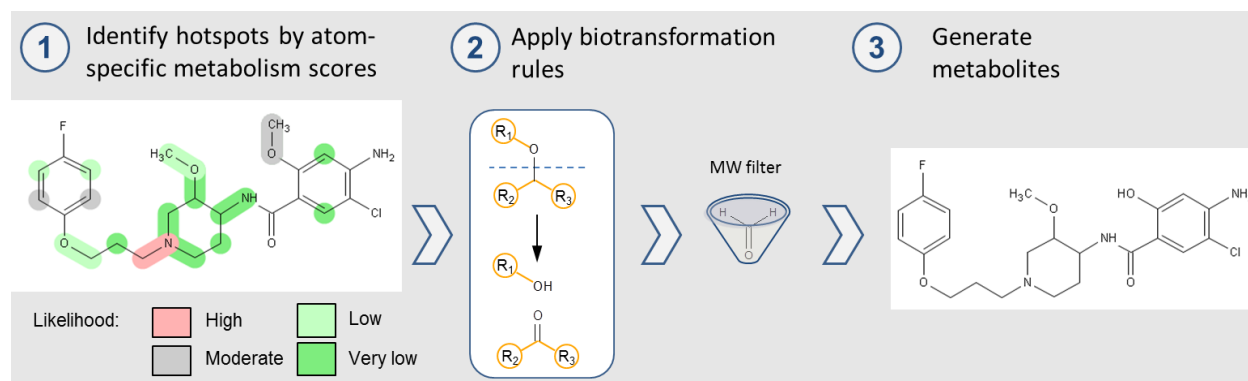 1
Identify hotspots by atom-
specific metabolism scores
2
Apply biotransformation
rules
3
Generate
metabolites
F
H₃C
O
O
N
NH
O
CH₃
O
NH₂
Cl
Likelihood:
High
Low
Moderate
Very low
R₁
O
R₂
R₃
R₁
OH
O
R₂
R₃
MW filter
H
H
O
F
O
N
H₃C
O
NH
O
HO
NH
Cl